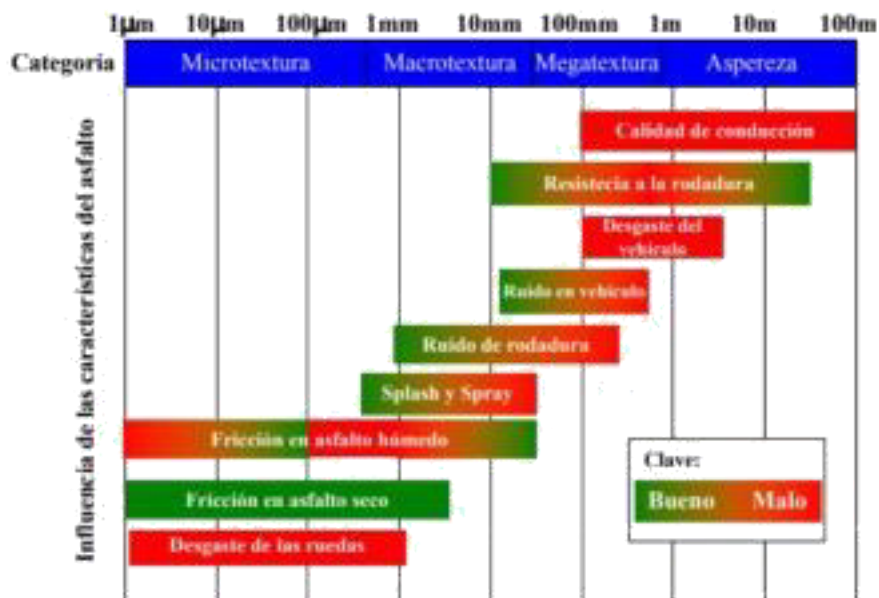 1µm 10µm 100µm 1mm 10mm 100mm 1m 10m 100m
Categoria Microtextura Macrotextura Megatextura Aspereza
Influencia de las características del asfalto
Calidad de conducción
Resistecia a la rodadura
Desgaste del
vehículo
Ruido en vehículo
Ruido de rodadura
Splash y Spray
Fricción en asfalto húmedo
Fricción en asfalto seco
Desgaste de las ruedas
Clave:
Bueno Malo